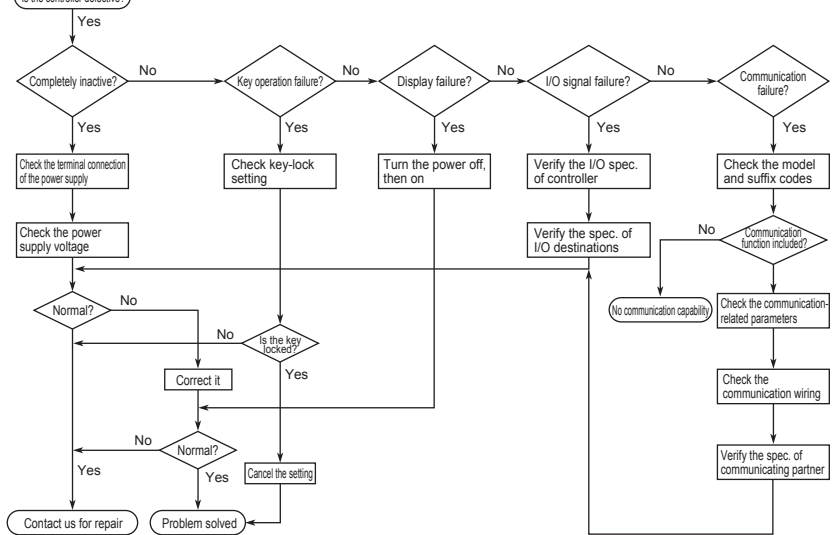 Is the controller defective?
Yes
Completely inactive?
No
Key operation failure?
No
Display failure?
No
I/O signal failure?
No
Communication
failure?
Yes
Yes
Yes
Yes
Yes
Check the terminal connection
of the power supply
Check key-lock
setting
Turn the power off,
then on
Verify the I/O spec.
of controller
Check the model
and suffix codes
Check the power
supply voltage
Verify the spec. of
I/O destinations
No
Communication
function included?
Normal?
No
No communication capability
Check the communication-
related parameters
No
Is the key
locked?
Yes
Correct it
Check the
communication wiring
No
Normal?
Yes
Yes
Cancel the setting
Verify the spec. of
communicating partner
Contact us for repair
Problem solved